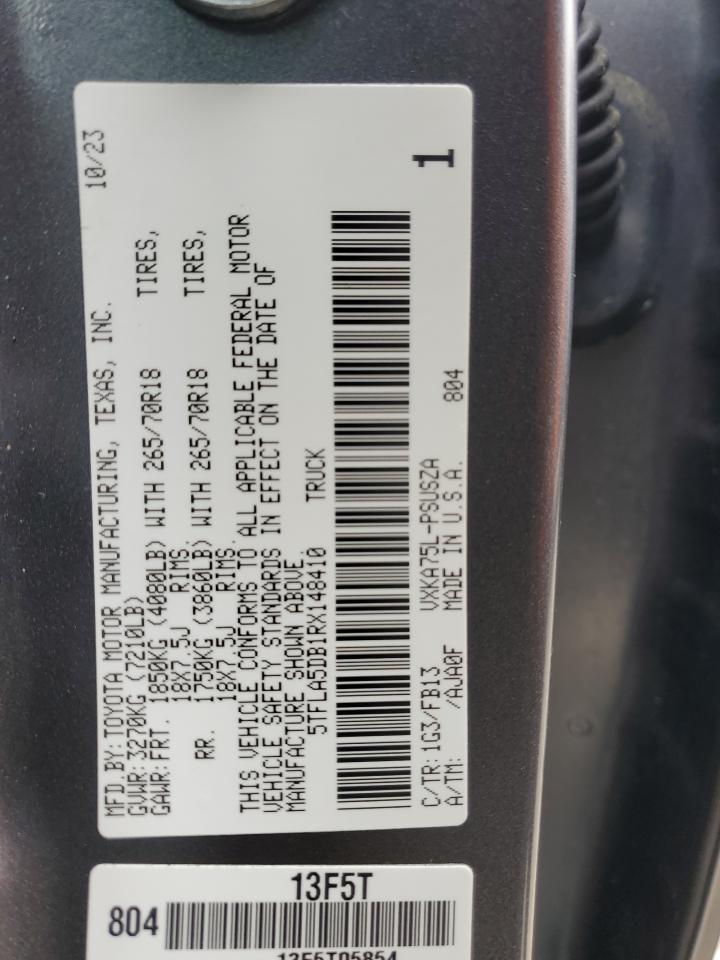 10/23
MFD.BY:TOYOTA MOTOR MANUFACTURING, TEXAS, INC.
GVWR:3270KG (7210LB)
GAWR:FRT. 1850KG (4080LB) WITH 265/70R18 TIRES,
18X7.5J RIMS,
RR. 1750KG (3860LB) WITH 265/70R18 TIRES,
18X7.5J RIMS.
THIS VEHICLE CONFORMS TO ALL APPLICABLE FEDERAL MOTOR
VEHICLE SAFETY STANDARDS IN EFFECT ON THE DATE OF
MANUFACTURE SHOWN ABOVE.
5TFLA5DB1RX148410 TRUCK
1
C/TR:1G3/FB13 VXKA75L-PSUSZA 804
A/TM: /AJA0F MADE IN U.S.A.
13F5T
804
13F5T05854